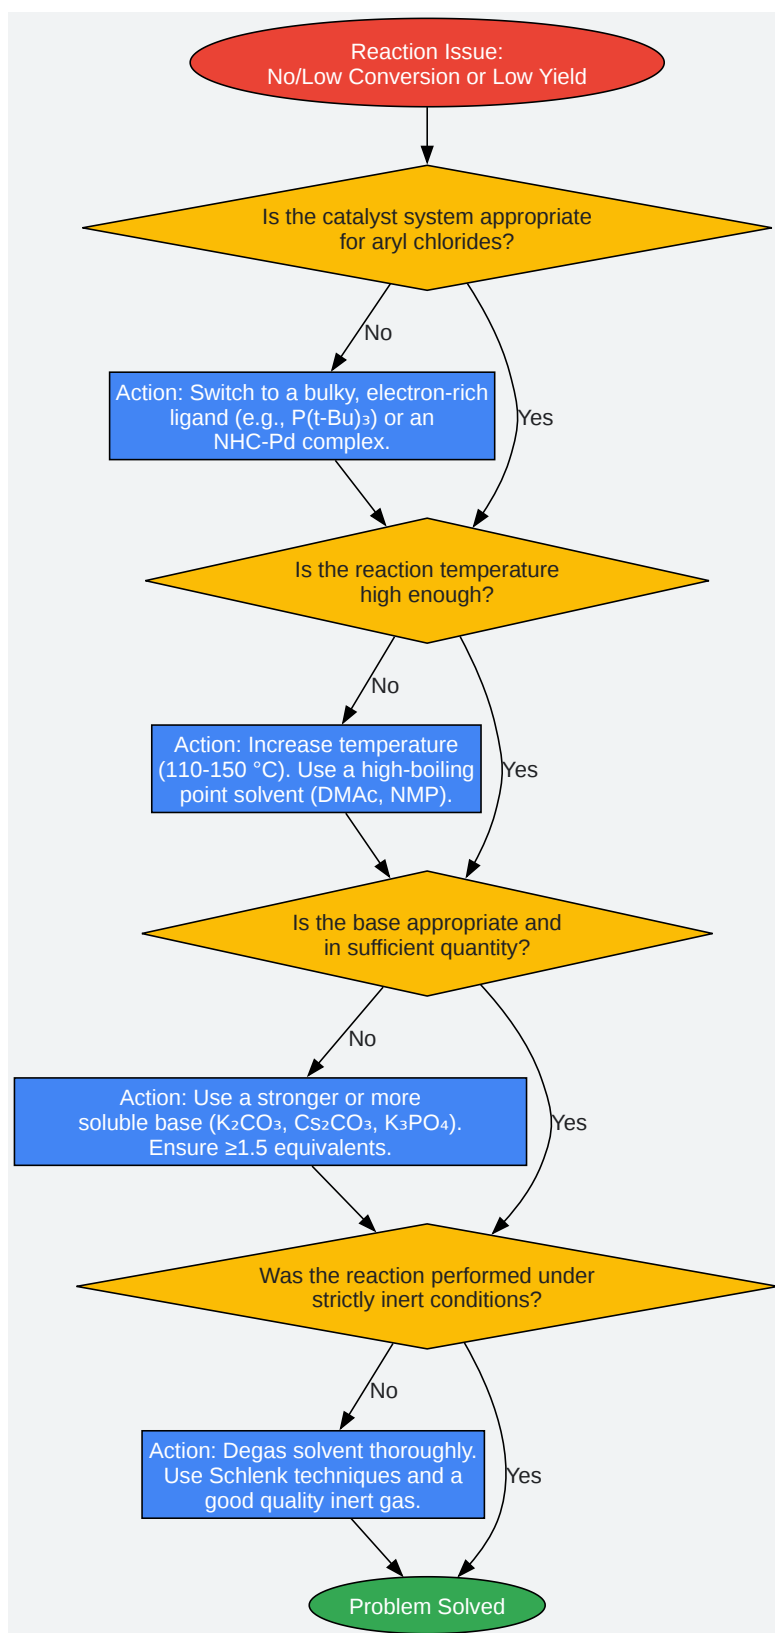 Reaction Issue:
No/Low Conversion or Low Yield
Is the catalyst system appropriate
for aryl chlorides?
No
Action: Switch to a bulky, electron-rich
ligand (e.g., P(t-Bu)₃) or an
NHC-Pd complex.
Yes
Is the reaction temperature
high enough?
No
Action: Increase temperature
(110-150 °C). Use a high-boiling
point solvent (DMAc, NMP).
Yes
Is the base appropriate and
in sufficient quantity?
No
Action: Use a stronger or more
soluble base (K₂CO₃, Cs₂CO₃, K₃PO₄).
Ensure ≥1.5 equivalents.
Yes
Was the reaction performed under
strictly inert conditions?
No
Action: Degas solvent thoroughly.
Use Schlenk techniques and a
good quality inert gas.
Yes
Problem Solved